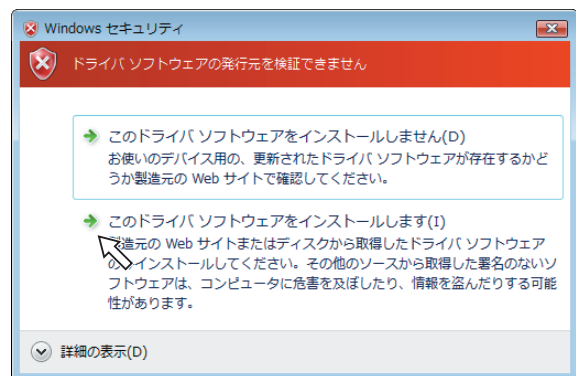 Windows セキュリティ
ドライバ ソフトウェアの発行元を検証できません
このドライバ ソフトウェアをインストールしません(D)
お使いのデバイス用の、更新されたドライバ ソフトウェアが存在するかど
うか製造元の Web サイトで確認してください。
このドライバ ソフトウェアをインストールします(I)
製造元の Web サイトまたはディスクから取得したドライバ ソフトウェア
のみインストールしてください。その他のソースから取得した署名のないソ
フトウェアは、コンピュータに危害を及ぼしたり、情報を盗んだりする可能
性があります。
詳細の表示(D)